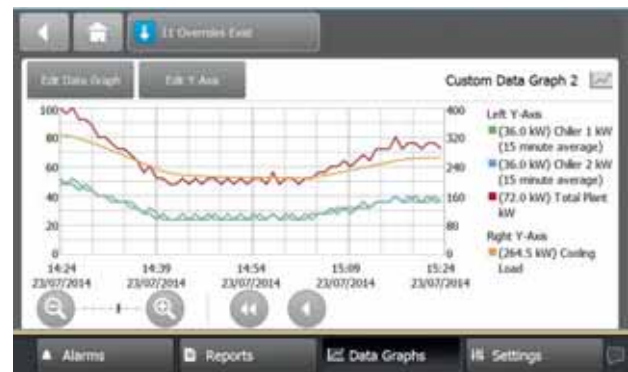 11 Overrides Exist
Edit Data Graph
Edit Y Axis
Custom Data Graph 2
100
80
60
40
20
0
400
320
240
160
80
0
14:24
23/07/2014
14:39
23/07/2014
14:54
23/07/2014
15:09
23/07/2014
15:24
23/07/2014
Left Y-Axis
(36.0 kW) Chiller 1 kW
(15 minute average)
(36.0 kW) Chiller 2 kW
(15 minute average)
(72.0 kW) Total Plant
kW
Right Y-Axis
(264.5 kW) Cooling
Load
Alarms
Reports
Data Graphs
Settings